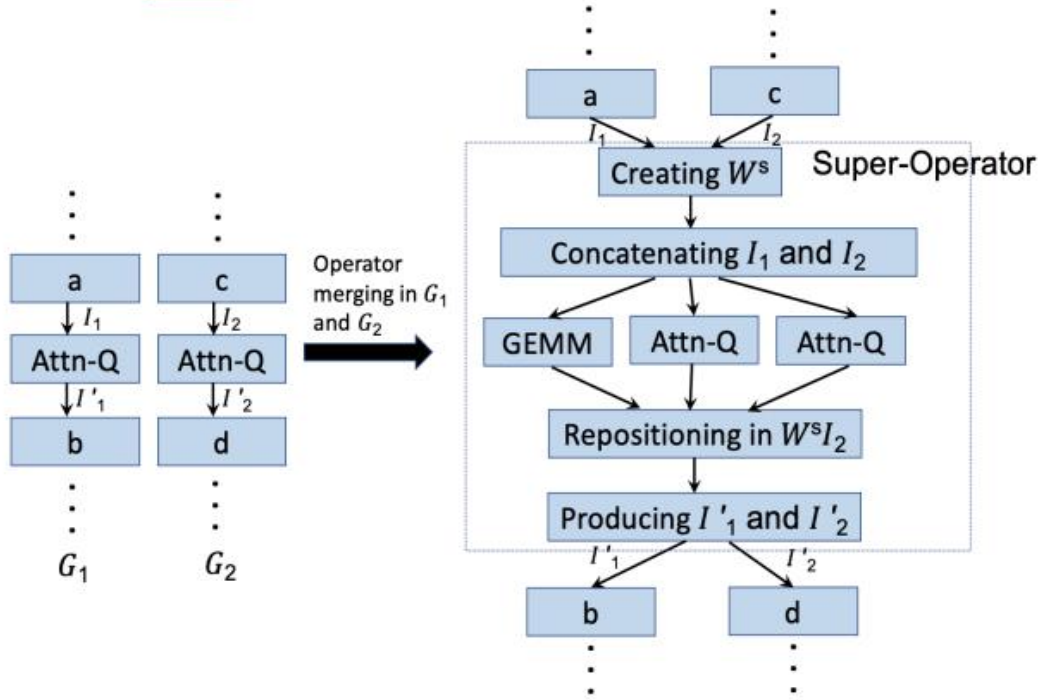 a
c
I₁
I₂
Attn-Q
Attn-Q
I'₁
I'₂
b
d
G₁
G₂
Operator
merging in G₁
and G₂
a
c
I₁
I₂
Super-Operator
Creating Wˢ
Concatenating I₁ and I₂
GEMM
Attn-Q
Attn-Q
Repositioning in WˢI₂
Producing I'₁ and I'₂
I'₁
I'₂
b
d